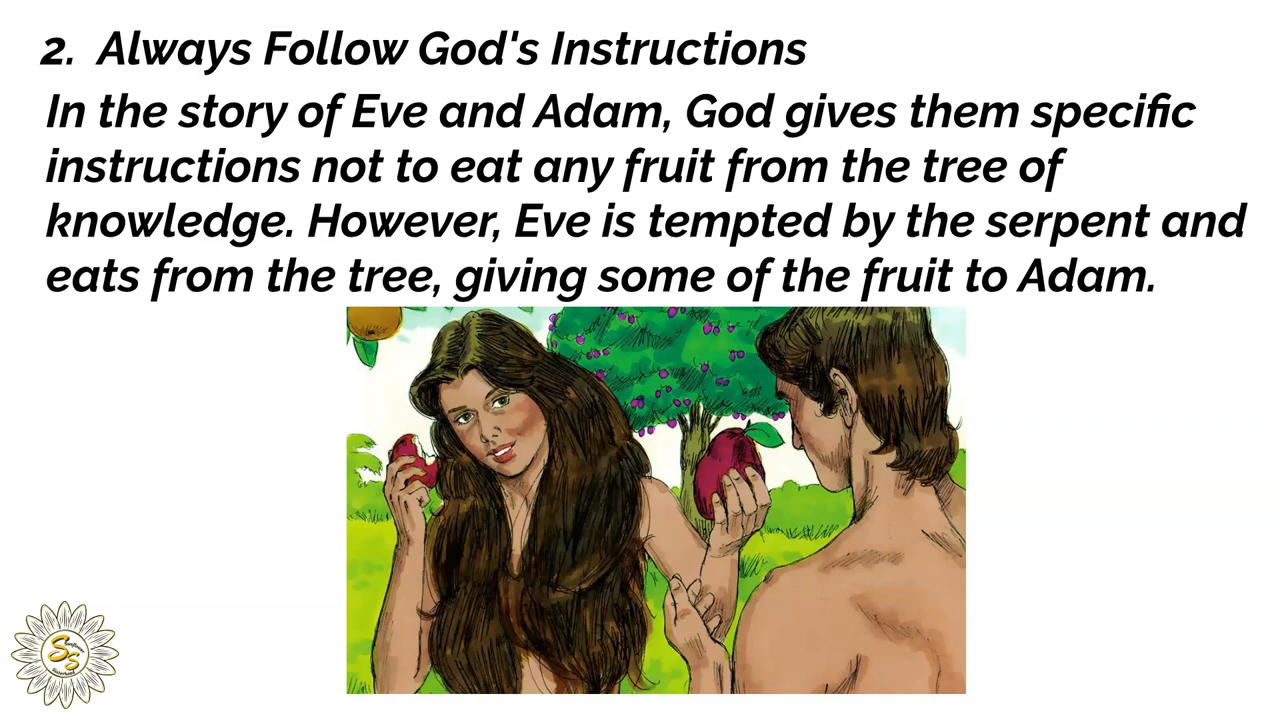 2. Always Follow God's Instructions
In the story of Eve and Adam, God gives them specific
instructions not to eat any fruit from the tree of
knowledge. However, Eve is tempted by the serpent and
eats from the tree, giving some of the fruit to Adam.
S
S